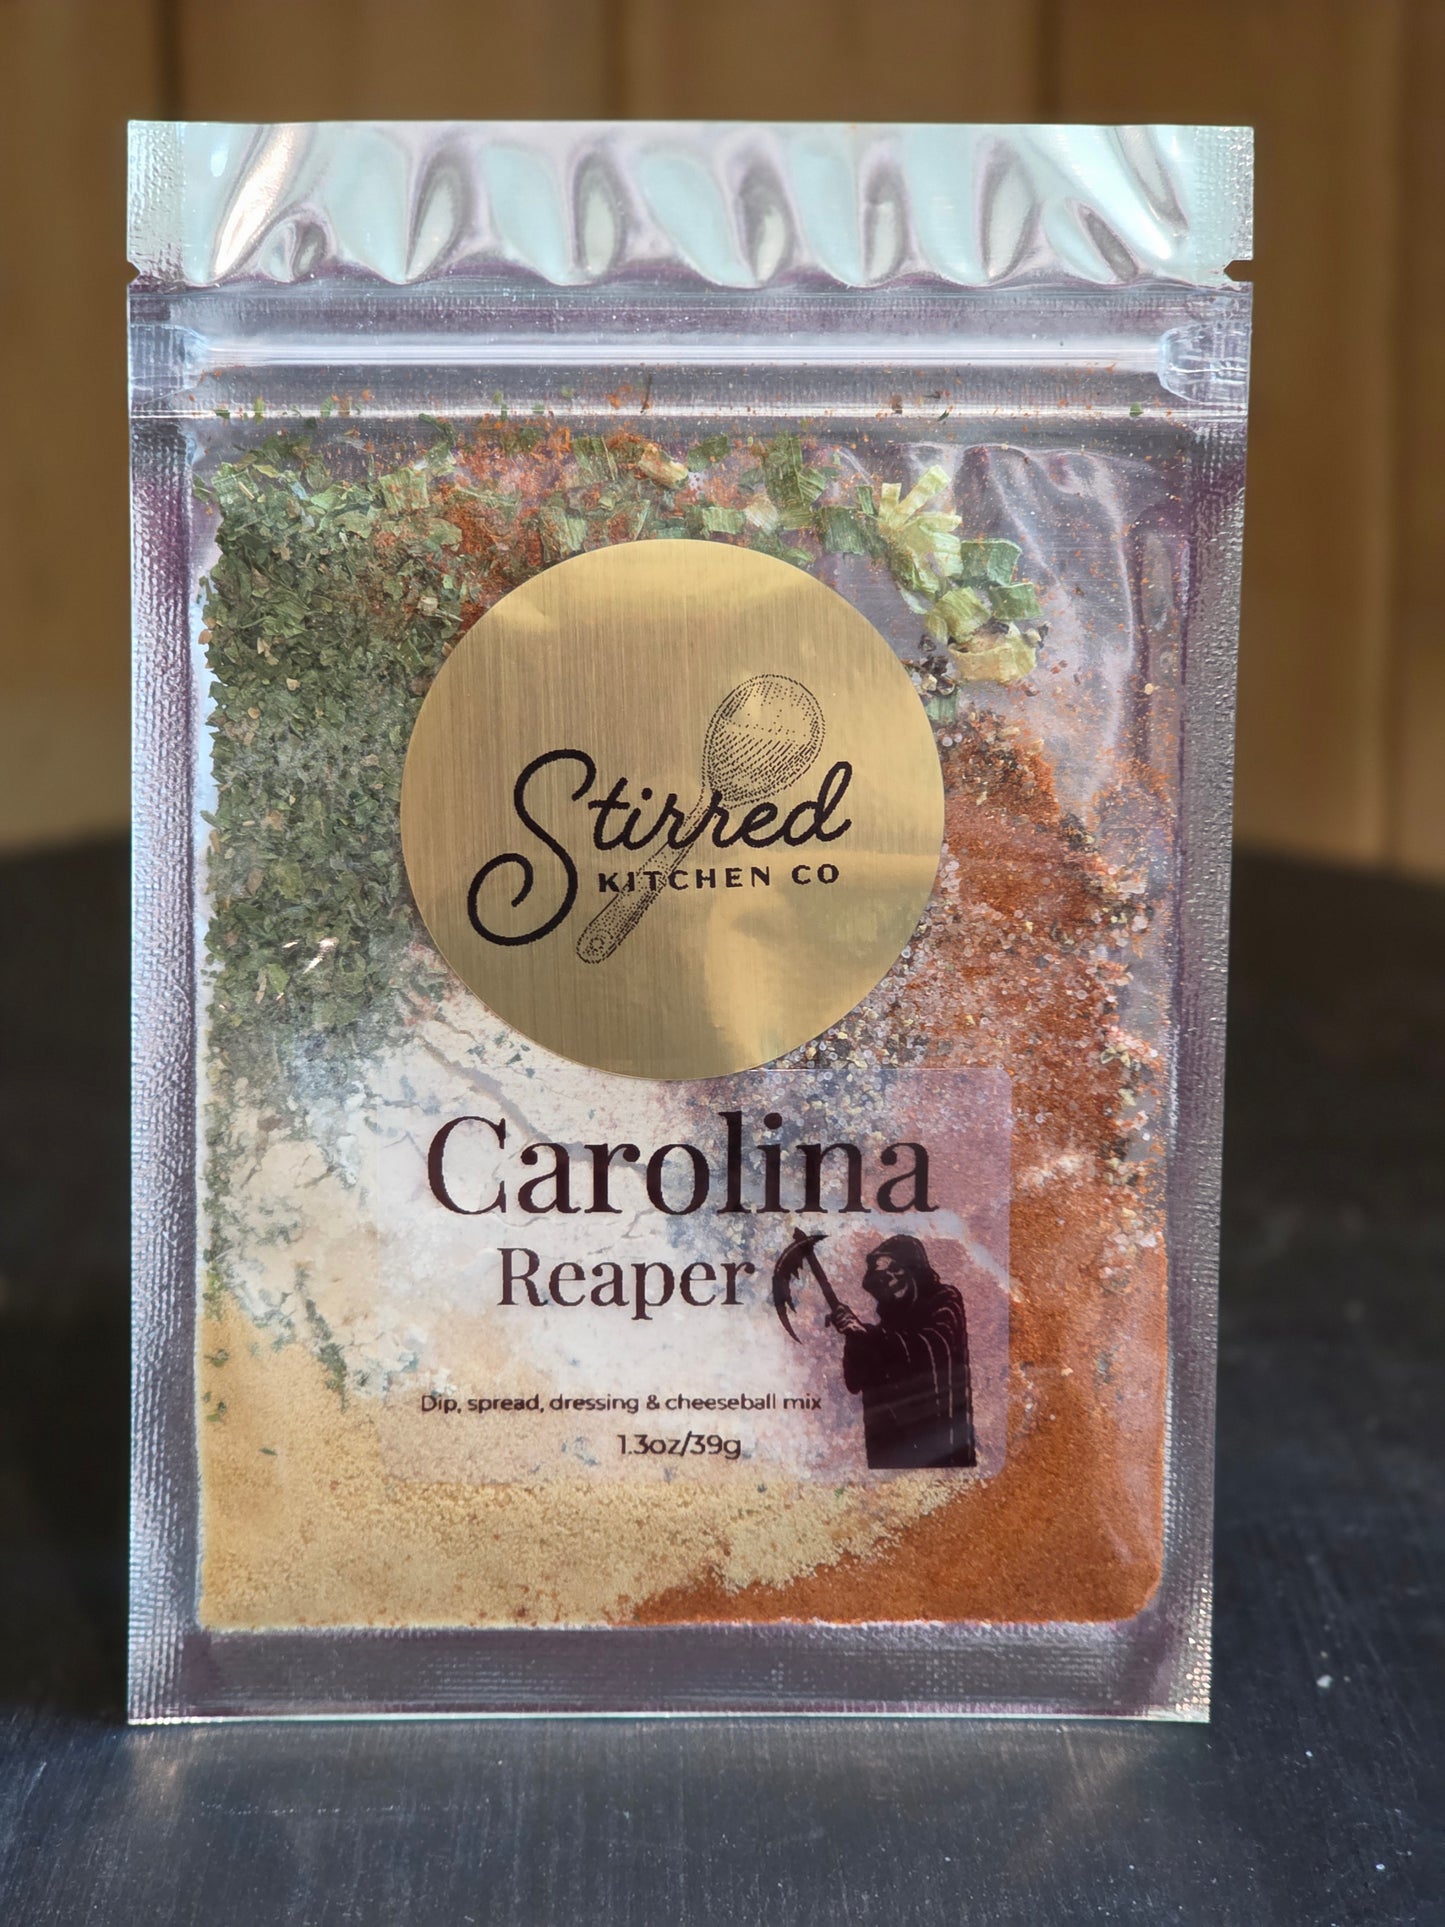 Stirred
KITCHEN CO
Carolina
Reaper
Dip, spread, dressing & cheeseball mix
1.3oz/39g